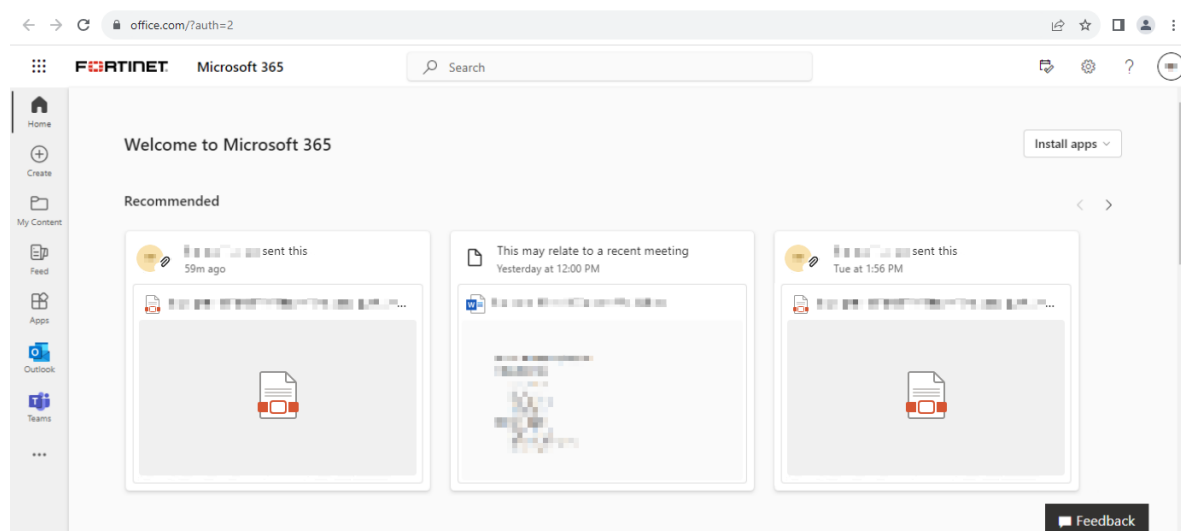 office.com/?auth=2
FORTINET Microsoft 365 Search
Home
Create
My Content
Feed
Apps
Outlook
Teams
Welcome to Microsoft 365
Install apps
Recommended
sent this
59m ago
...
This may relate to a recent meeting
Yesterday at 12:00 PM
sent this
Tue at 1:56 PM
...
Feedback